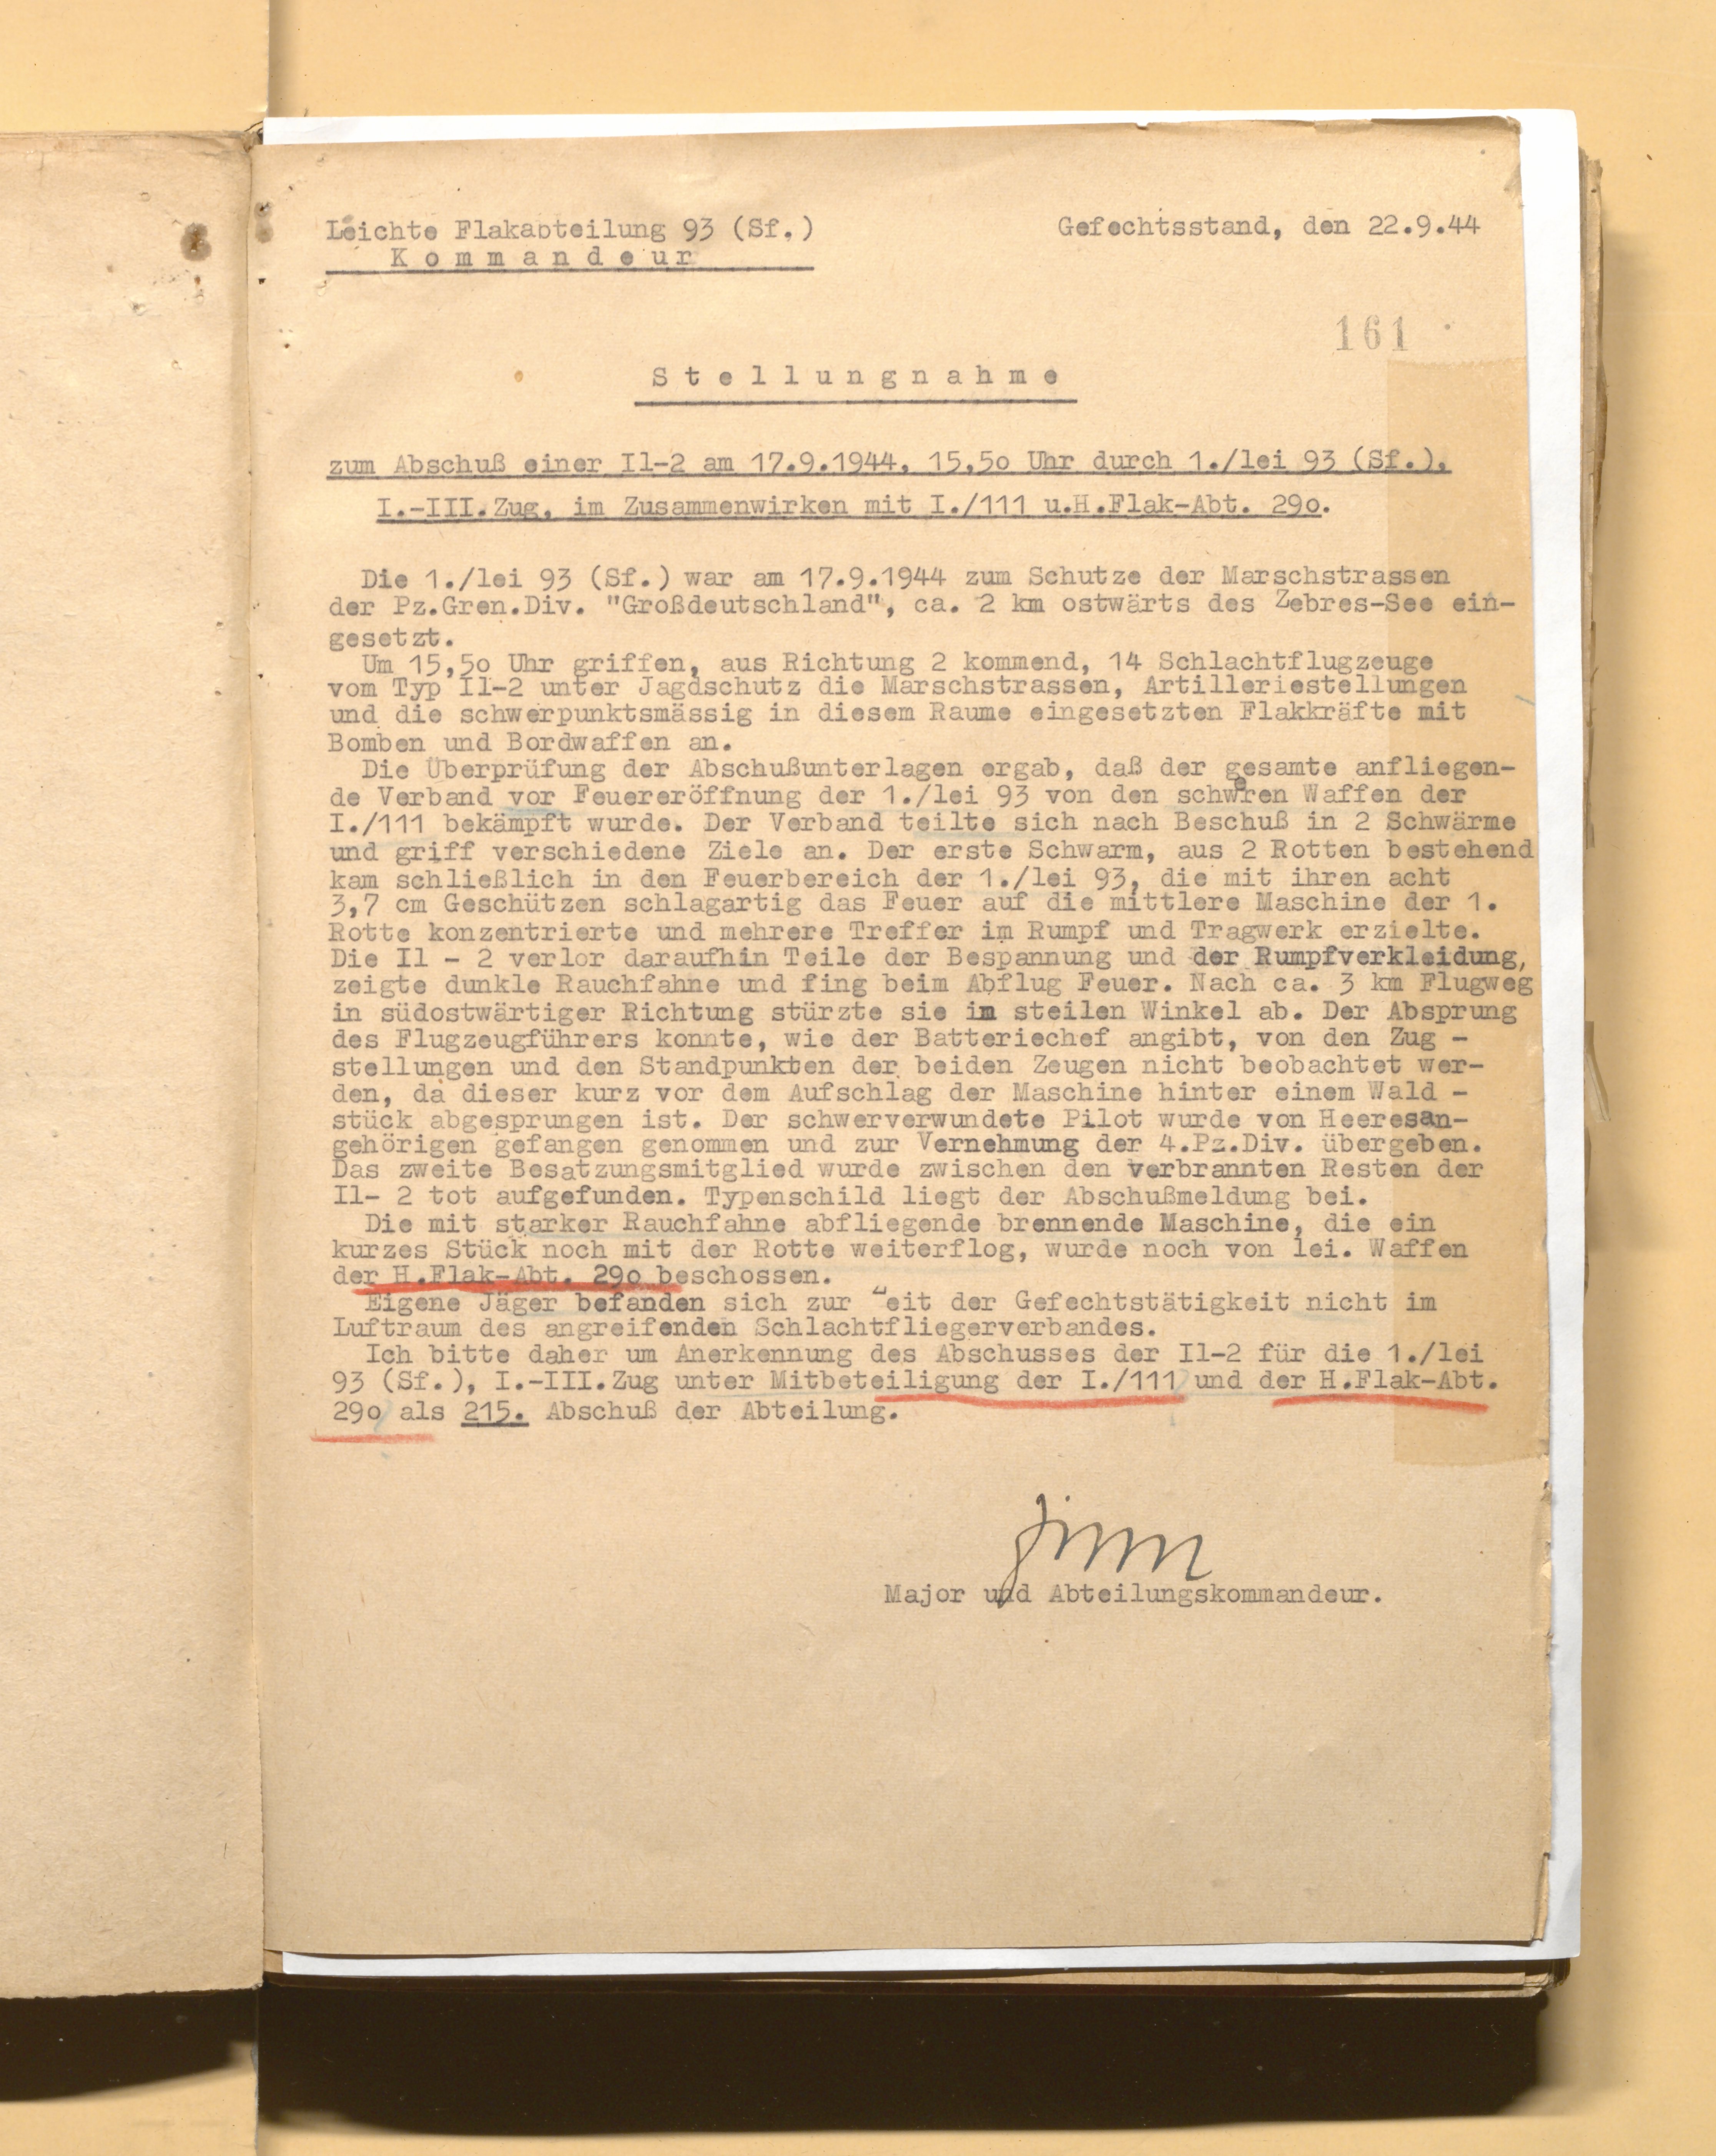 Leichte Flakabteilung 93 (Sf.)
Gefechtsstand, den 22.9.44
K o m m a n d e u r
161
S t e l l u n g n a h m e
zum Abschuß einer Il-2 am 17.9.1944, 15,5o Uhr durch 1./lei 93 (Sf.),
I.-III.Zug, im Zusammenwirken mit I./111 u.H.Flak-Abt. 29o.
Die 1./lei 93 (Sf.) war am 17.9.1944 zum Schutze der Marschstrassen
der Pz.Gren.Div. "Großdeutschland", ca. 2 km ostwärts des Zebres-See ein-
gesetzt.
Um 15,5o Uhr griffen, aus Richtung 2 kommend, 14 Schlachtflugzeuge
vom Typ Il-2 unter Jagdschutz die Marschstrassen, Artilleriestellungen
und die schwerpunktsmässig in diesem Raume eingesetzten Flakkräfte mit
Bomben und Bordwaffen an.
Die Überprüfung der Abschußunterlagen ergab, daß der gesamte anfliegen-
de Verband vor Feuereröffnung der 1./lei 93 von den schweren Waffen der
I./111 bekämpft wurde. Der Verband teilte sich nach Beschuß in 2 Schwärme
und griff verschiedene Ziele an. Der erste Schwarm, aus 2 Rotten bestehend
kam schließlich in den Feuerbereich der 1./lei 93, die mit ihren acht
3,7 cm Geschützen schlagartig das Feuer auf die mittlere Maschine der 1.
Rotte konzentrierte und mehrere Treffer im Rumpf und Tragwerk erzielte.
Die Il - 2 verlor daraufhin Teile der Bespannung und der Rumpfverkleidung,
zeigte dunkle Rauchfahne und fing beim Abflug Feuer. Nach ca. 3 km Flugweg
in südostwärtiger Richtung stürzte sie im steilen Winkel ab. Der Absprung
des Flugzeugführers konnte, wie der Batteriechef angibt, von den Zug -
stellungen und den Standpunkten der beiden Zeugen nicht beobachtet wer-
den, da dieser kurz vor dem Aufschlag der Maschine hinter einem Wald -
stück abgesprungen ist. Der schwerverwundete Pilot wurde von Heeresan-
gehörigen gefangen genommen und zur Vernehmung der 4.Pz.Div. übergeben.
Das zweite Besatzungsmitglied wurde zwischen den verbrannten Resten der
Il- 2 tot aufgefunden. Typenschild liegt der Abschußmeldung bei.
Die mit starker Rauchfahne abfliegende brennende Maschine, die ein
kurzes Stück noch mit der Rotte weiterflog, wurde noch von lei. Waffen
der H.Flak-Abt. 29o beschossen.
Eigene Jäger befanden sich zur Zeit der Gefechtstätigkeit nicht im
Luftraum des angreifenden Schlachtfliegerverbandes.
Ich bitte daher um Anerkennung des Abschusses der Il-2 für die 1./lei
93 (Sf.), I.-III.Zug unter Mitbeteiligung der I./111 und der H.Flak-Abt.
29o als 215. Abschuß der Abteilung.
Major und Abteilungskommandeur.